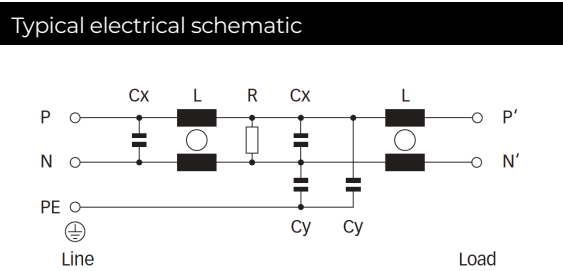 Typical electrical schematic
Cx L R Cx L
P P′
N N′
PE
Cy Cy
Line Load